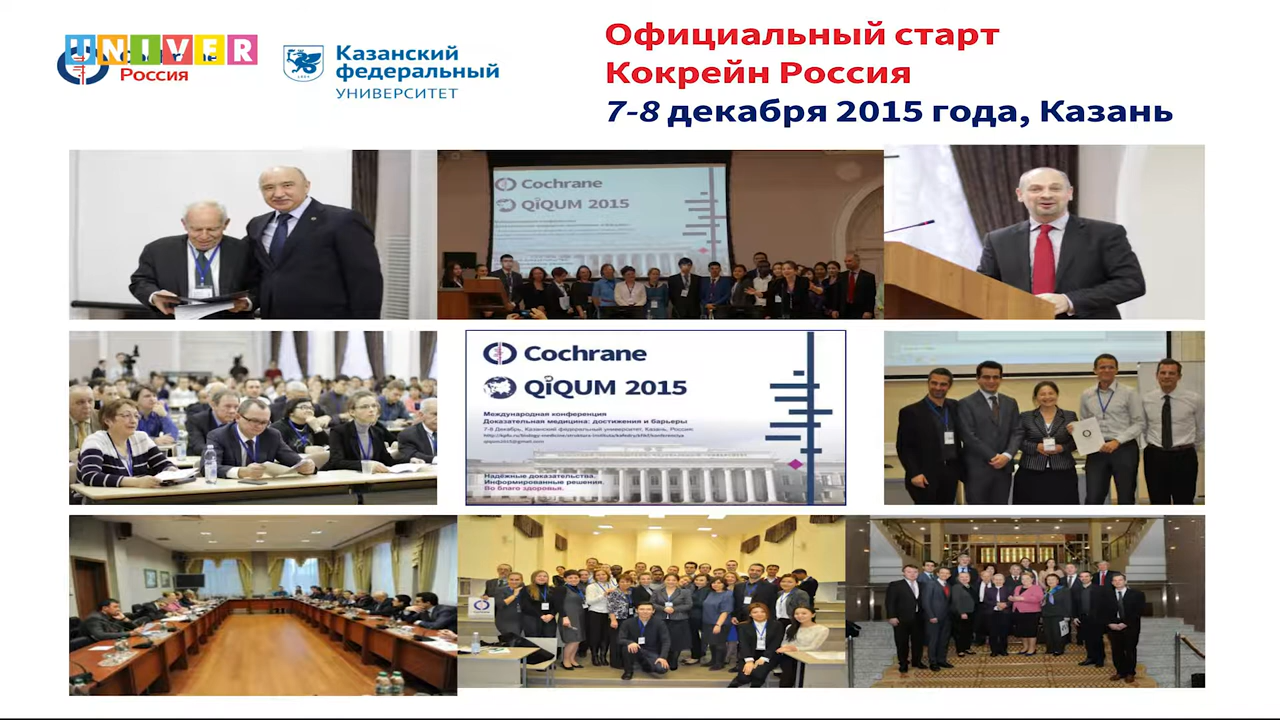 UNIVER
Россия
Казанский
федеральный
УНИВЕРСИТЕТ
Официальный старт
Кокрейн Россия
7-8 декабря 2015 года, Казань
Cochrane
QiQUM 2015
Cochrane
QiQUM 2015
Международная конференция
Доказательная медицина: достижения и барьеры
7-8 Декабрь, Казанский федеральный университет, Казань, Россия
Надёжные доказательства.
Информированные решения.
Во благо здоровья.